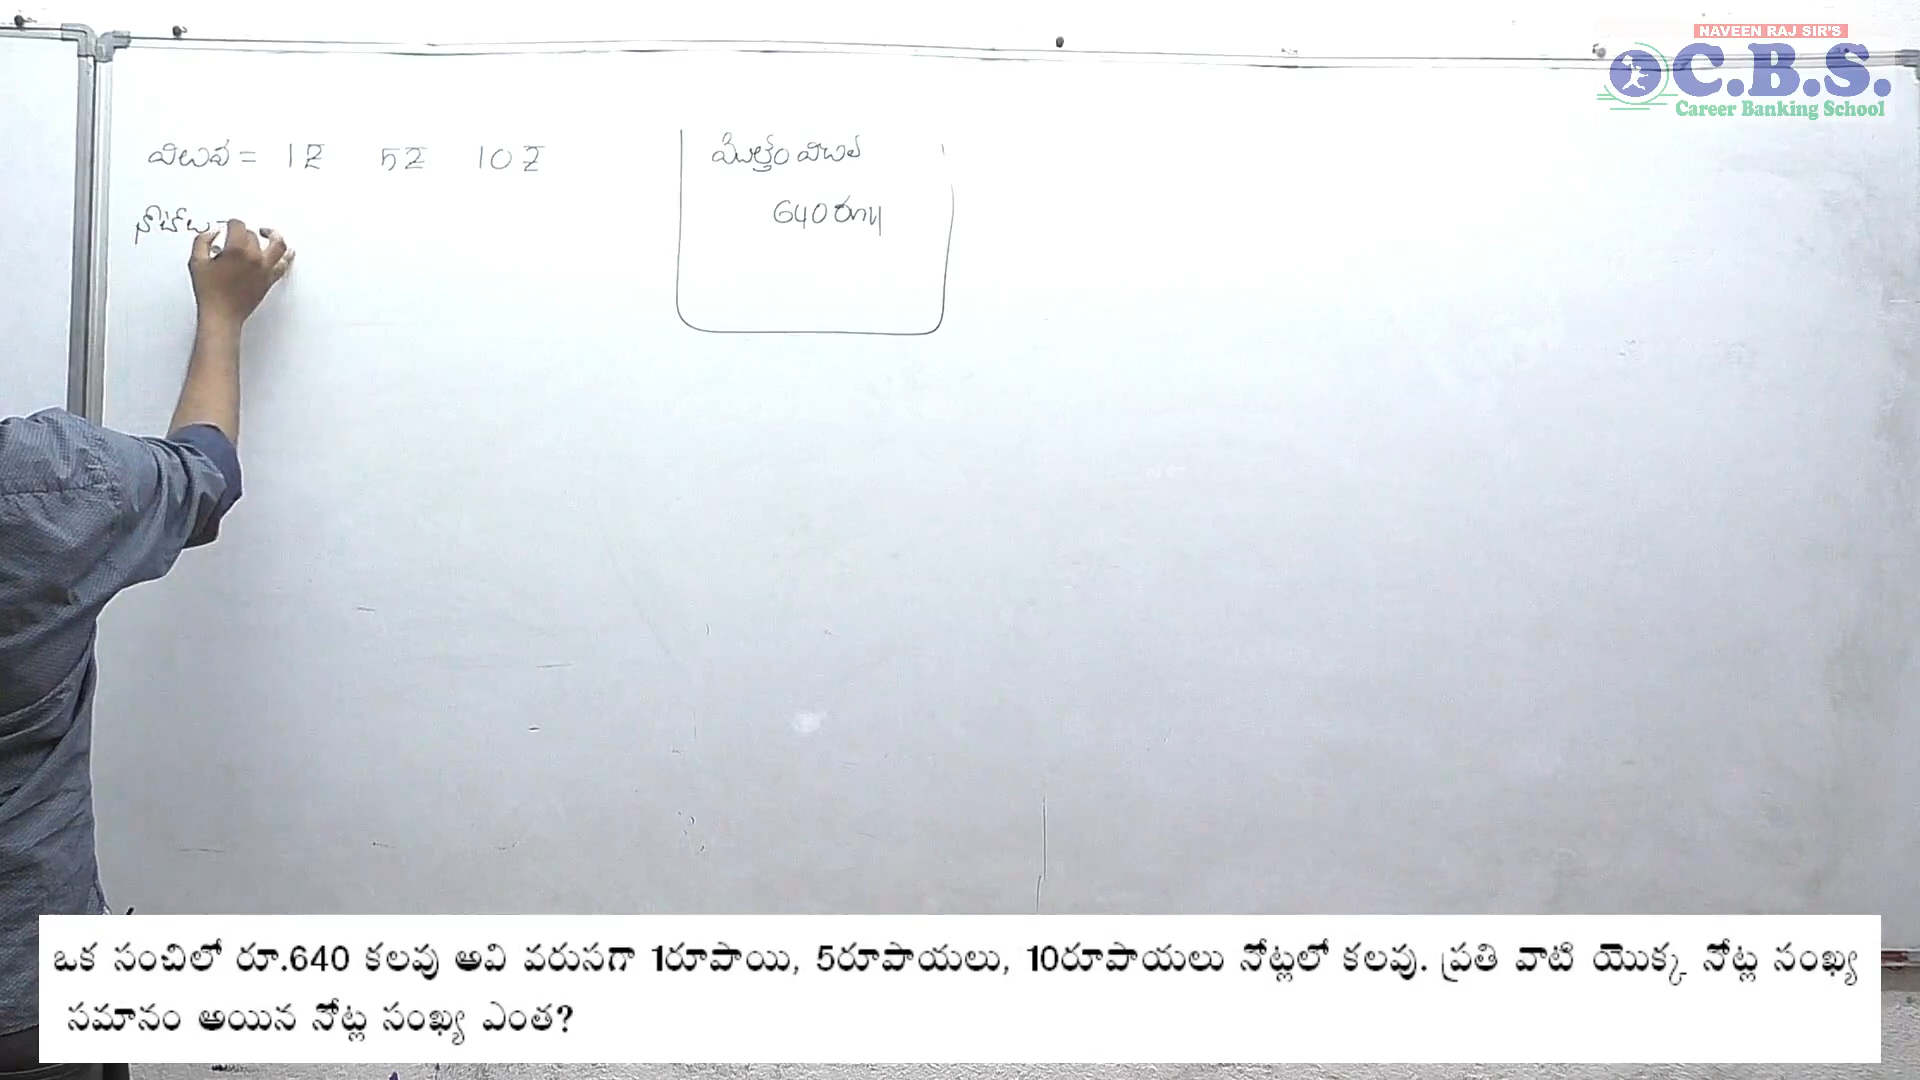 NAVEEN RAJ SIR'S
C.B.S.
Career Banking School
విలువ = 1 5 10
మొత్తం విలువ
640 రూ॥
నోట్లు =
ఒక సంచిలో రూ.640 కలవు అవి వరుసగా 1రూపాయి, 5రూపాయలు, 10రూపాయలు నోట్లలో కలవు. ప్రతి వాటి యొక్క నోట్ల సంఖ్య
సమానం అయిన నోట్ల సంఖ్య ఎంత?